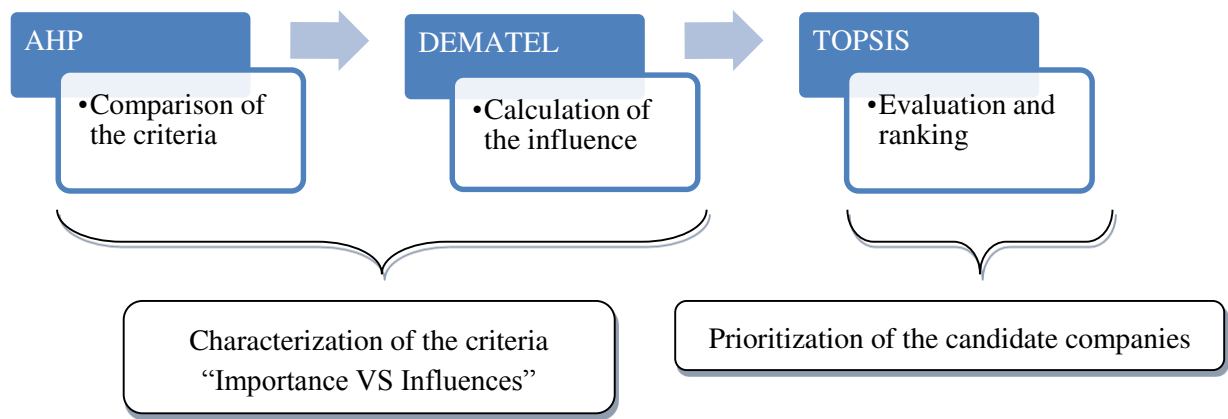 AHP
•Comparison of
the criteria
DEMATEL
•Calculation of
the influence
TOPSIS
•Evaluation and
ranking
Characterization of the criteria
“Importance VS Influences”
Prioritization of the candidate companies